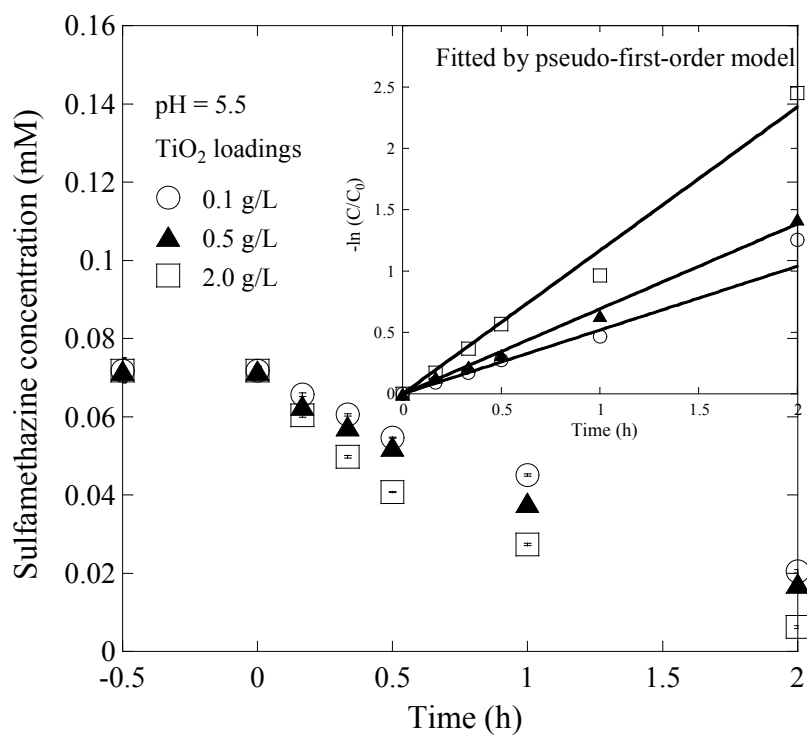 0.16
0.14
0.12
0.1
0.08
0.06
0.04
0.02
0
Sulfamethazine concentration (mM)
-0.5
0
0.5
1
1.5
2
Time (h)
pH = 5.5
TiO₂ loadings
0.1 g/L
0.5 g/L
2.0 g/L
Fitted by pseudo-first-order model
2.5
2
1.5
1
0.5
0
-ln (C/C₀)
0
0.5
1
1.5
2
Time (h)